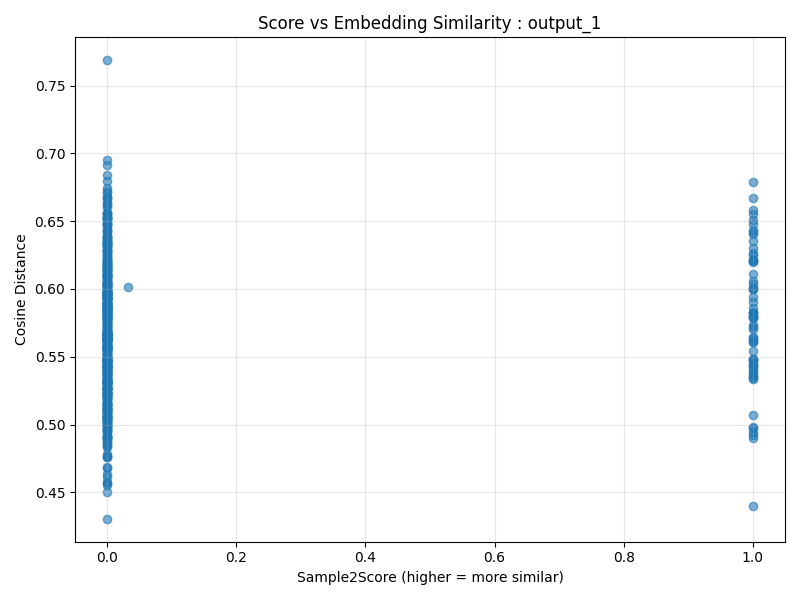 Score vs Embedding Similarity : output_1
Cosine Distance
0.75
0.70
0.65
0.60
0.55
0.50
0.45
0.0 0.2 0.4 0.6 0.8 1.0
Sample2Score (higher = more similar)